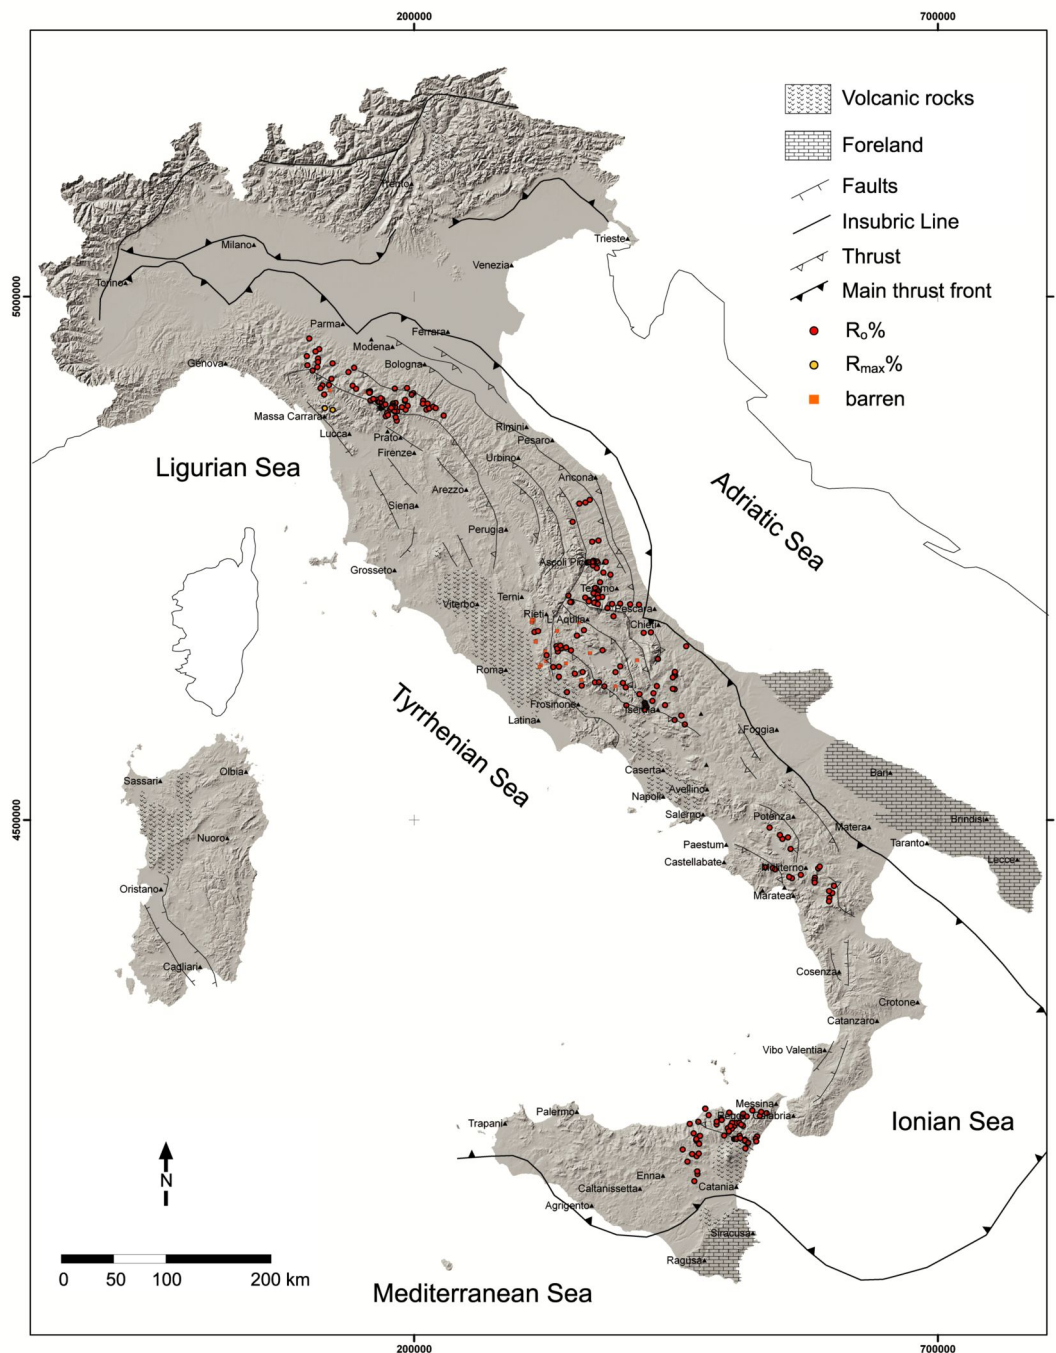 200000
700000
Volcanic rocks
Foreland
Faults
Insubric Line
Thrust
Main thrust front
Ro%
Rmax%
barren
5000000
4500000
Trento
Trieste
Milano
Venezia
Torino
Parma
Ferrara
Modena
Bologna
Genova
Massa Carrara
Lucca
Prato
Firenze
Rimini
Pesaro
Urbino
Ancona
Arezzo
Siena
Perugia
Grosseto
Ligurian Sea
Adriatic Sea
Viterbo
Terni
Rieti
L'Aquila
Pescara
Chieti
Roma
Frosinone
Latina
Isernia
Foggia
Tyrrhenian Sea
Caserta
Napoli
Avellino
Salerno
Bari
Brindisi
Potenza
Matera
Taranto
Lecce
Paestum
Castellabate
Maratea
Sassari
Olbia
Nuoro
Oristano
Cagliari
Cosenza
Crotone
Catanzaro
Vibo Valentia
Messina
Reggio Calabria
Palermo
Trapani
Ionian Sea
Enna
Caltanissetta
Catania
Agrigento
Siracusa
Ragusa
N
0 50 100 200 km
Mediterranean Sea
200000
700000